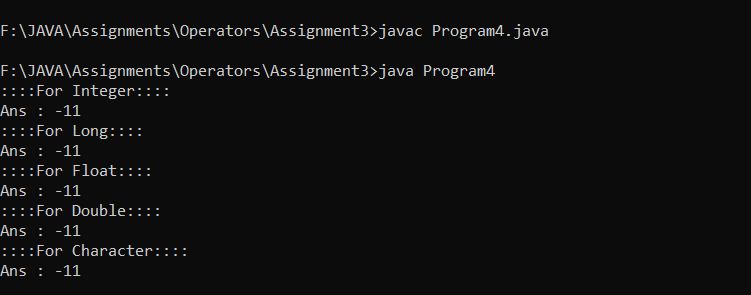 F:\JAVA\Assignments\Operators\Assignment3>javac Program4.java
F:\JAVA\Assignments\Operators\Assignment3>java Program4
::::For Integer::::
Ans : -11
::::For Long::::
Ans : -11
::::For Float::::
Ans : -11
::::For Double::::
Ans : -11
::::For Character::::
Ans : -11